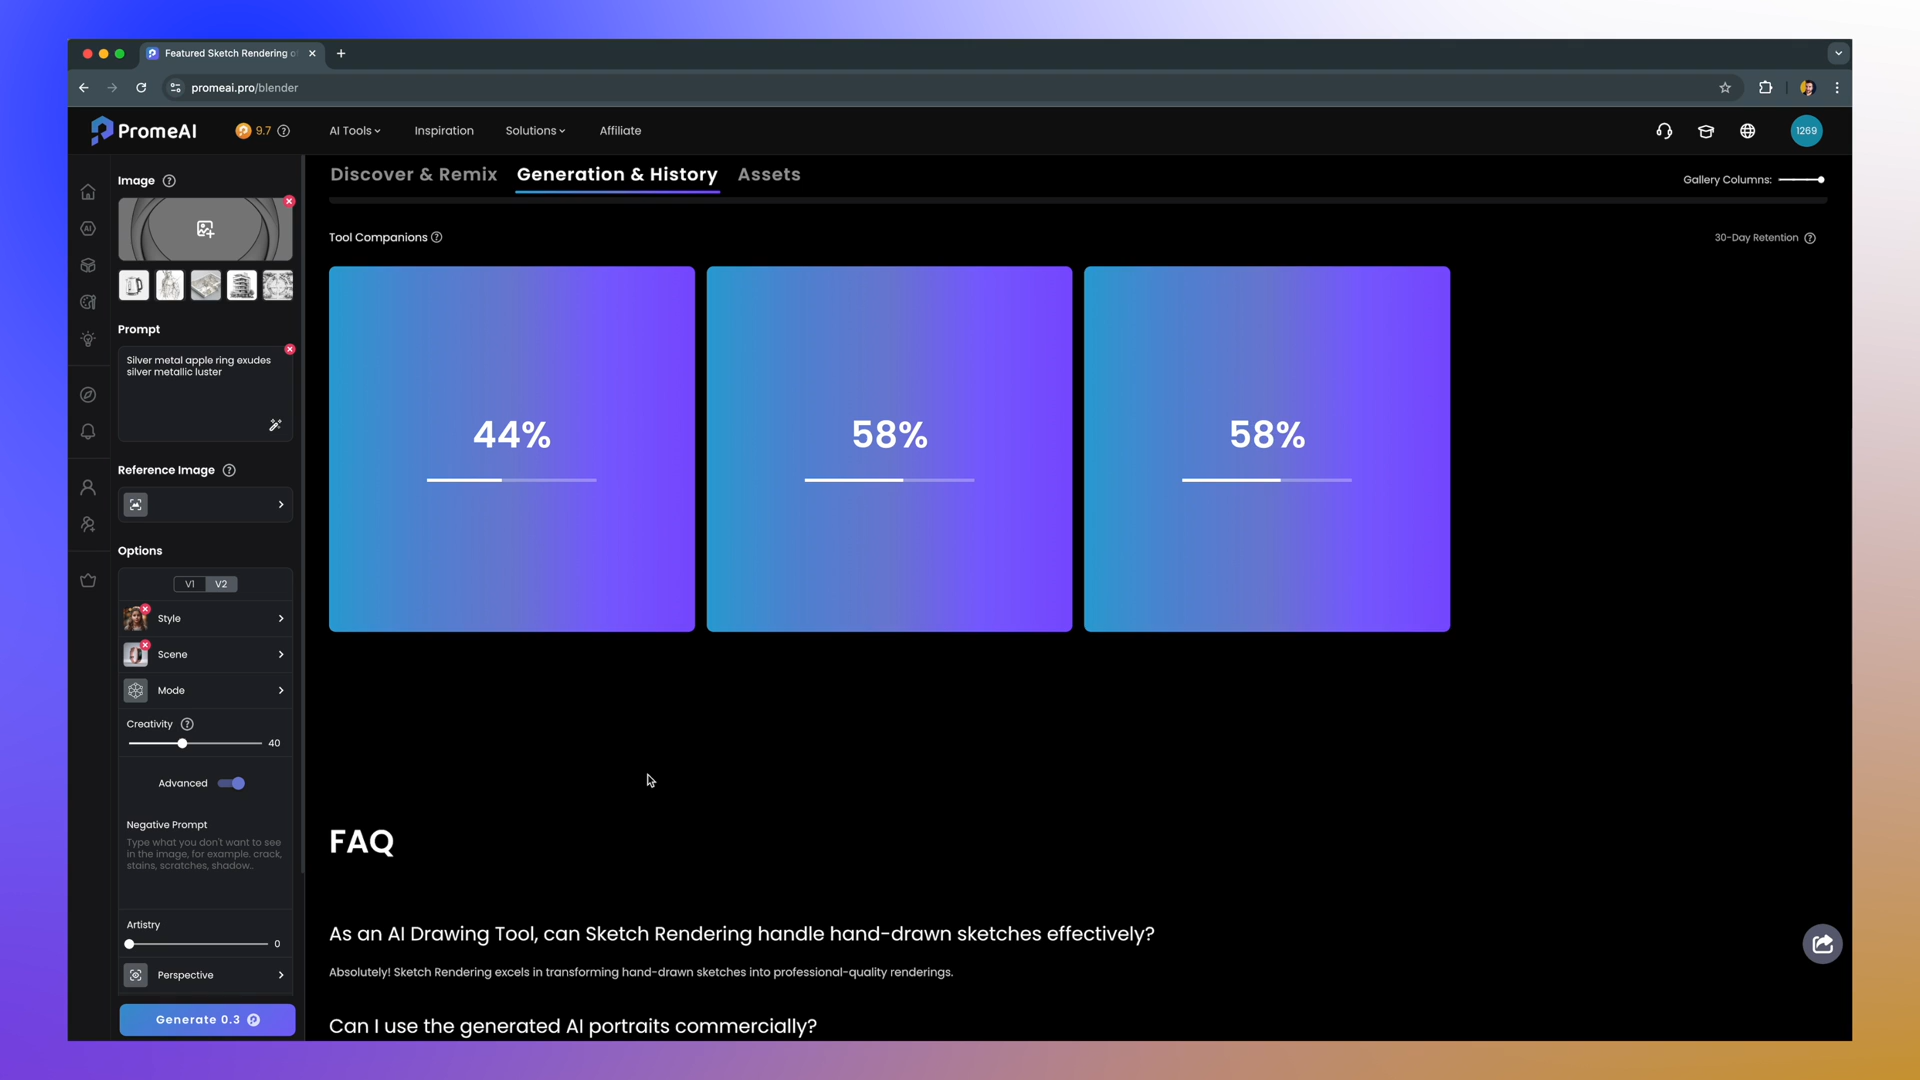 Featured Sketch Rendering o
promeai.pro/blender
PromeAI
9.7
AI Tools
Inspiration
Solutions
Affiliate
1269
Image
Prompt
Silver metal apple ring exudes
silver metallic luster
Reference Image
Options
V1
V2
Style
Scene
Mode
Creativity
40
Advanced
Negative Prompt
Type what you don't want to see
in the image, for example. crack,
stains, scratches, shadow..
Artistry
0
Perspective
Generate 0.3
Discover & Remix
Generation & History
Assets
Gallery Columns:
Tool Companions
30-Day Retention
44%
58%
58%
FAQ
As an AI Drawing Tool, can Sketch Rendering handle hand-drawn sketches effectively?
Absolutely! Sketch Rendering excels in transforming hand-drawn sketches into professional-quality renderings.
Can I use the generated AI portraits commercially?